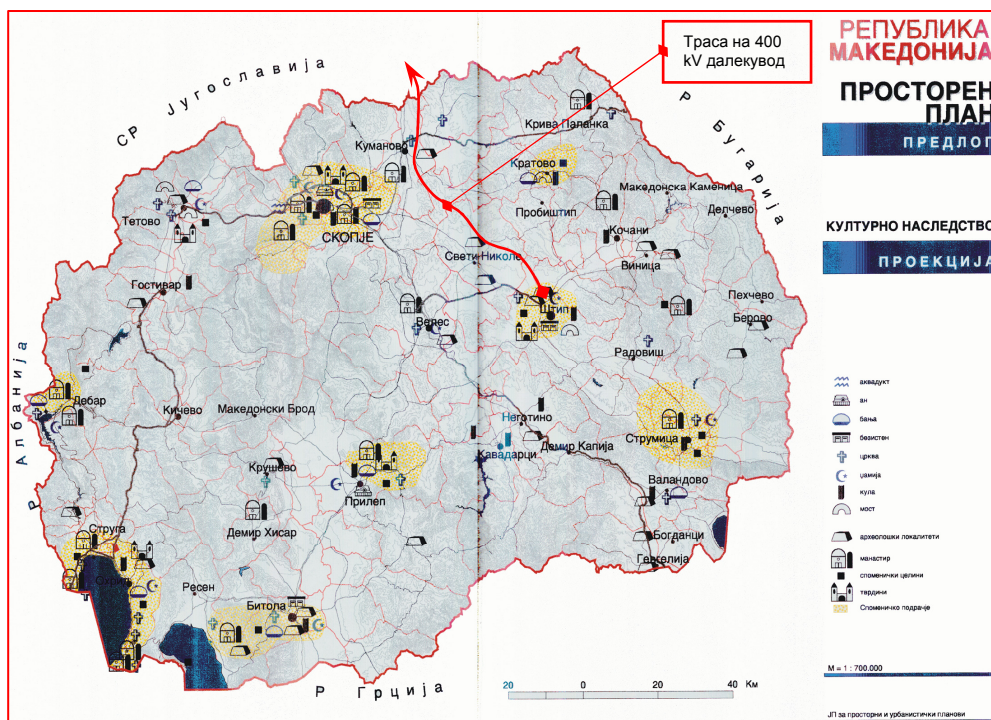 Траса на 400
kV далекувод
РЕПУБЛИКА
МАКЕДОНИЈА
ПРОСТОРЕН
ПЛАН
ПРЕДЛОГ
КУЛТУРНО НАСЛЕДСТВО
ПРОЕКЦИЈА
СР Југославија
Р Бугарија
Р Албанија
Р Грција
Крива Паланка
Куманово
Кратово
Македонска Каменица
Пробиштип
Делчево
Тетово
СКОПЈЕ
Кочани
Свети Николе
Виница
Гостивар
Штип
Пехчево
Велес
Берово
Радовиш
Дебар
Кичево
Македонски Брод
Неготино
Струмица
Кавадарци
Демир Капија
Крушево
Прилеп
Валандово
Струга
Демир Хисар
Богданци
Гевгелија
Охрид
Ресен
Битола
аквадукт
ан
бања
безистен
црква
џамија
кула
мост
археолошки локалитети
манастир
споменички целини
тврдини
Споменичко подрачје
20 0 20 40 Км
М = 1 : 700.000
ЈП за просторни и урбанистички планови